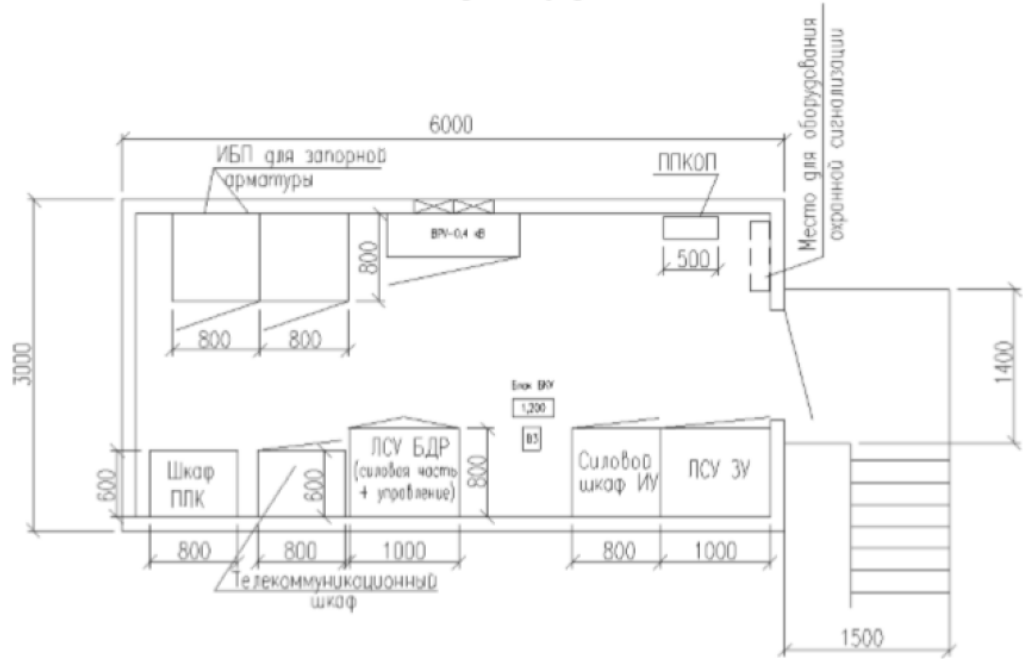 Место для оборудования
охранной сигнализации
6000
ИБП для запорной
арматуры
ППКОП
ВРУ-0,4 кВ
800
500
800
800
3000
1400
Блок БКУ
1,200
В3
ЛСУ БДР
(силовая часть
+ управление)
800
Силовой
шкаф ИУ
ЛСУ ЗУ
Шкаф
ПЛК
600
600
800
800
1000
800
1000
Телекоммуникационный
шкаф
1500